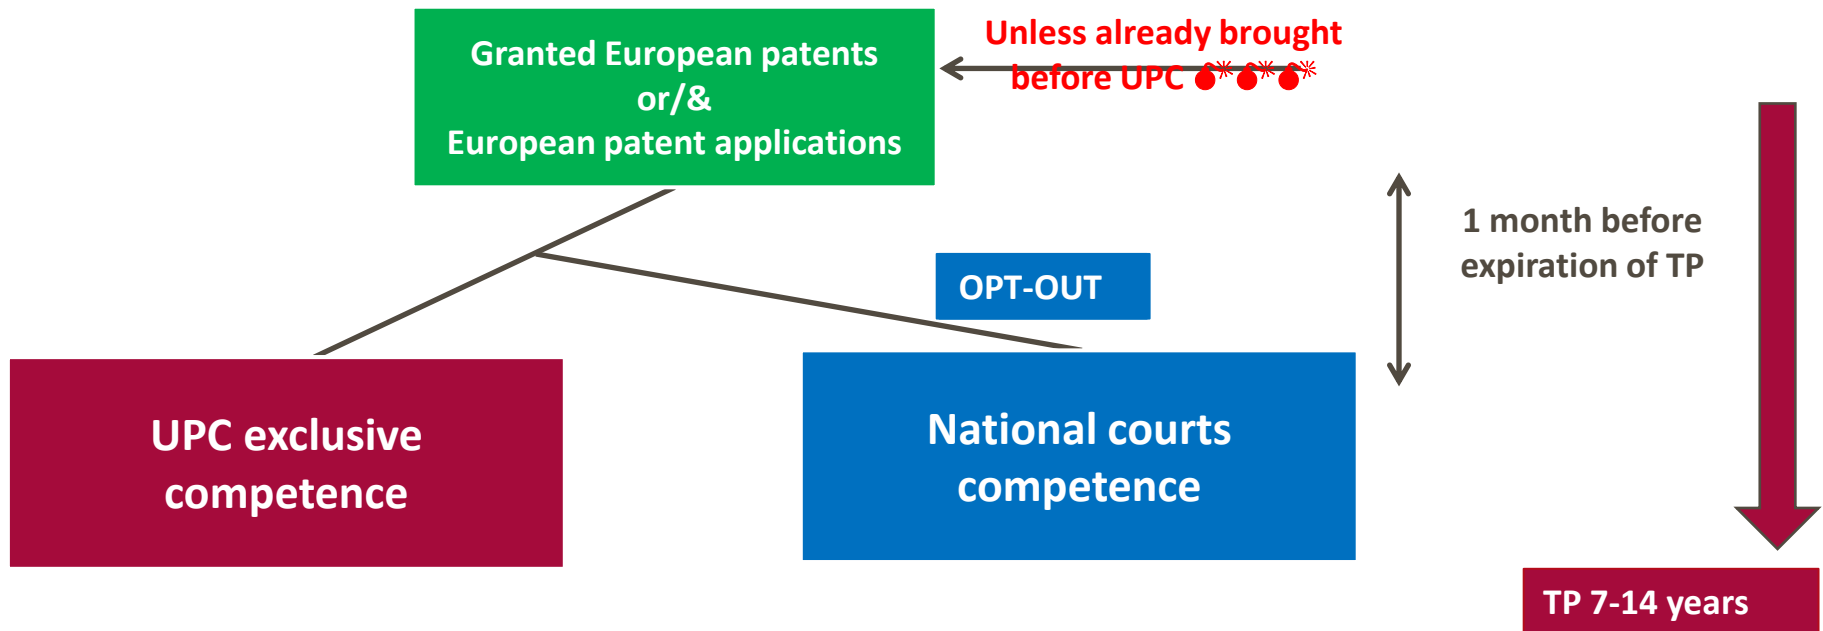 Granted European patents
or/&
European patent applications
Unless already brought
before UPC 💣💣💣
1 month before
expiration of TP
OPT-OUT
UPC exclusive
competence
National courts
competence
TP 7-14 years